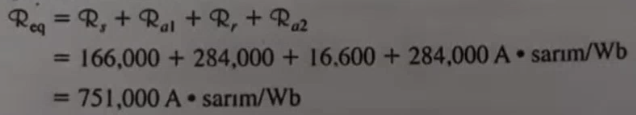 ℛeq = ℛs + ℛa1 + ℛr + ℛa2
= 166,000 + 284,000 + 16.600 + 284,000 A • sarım/Wb
= 751,000 A • sarım/Wb